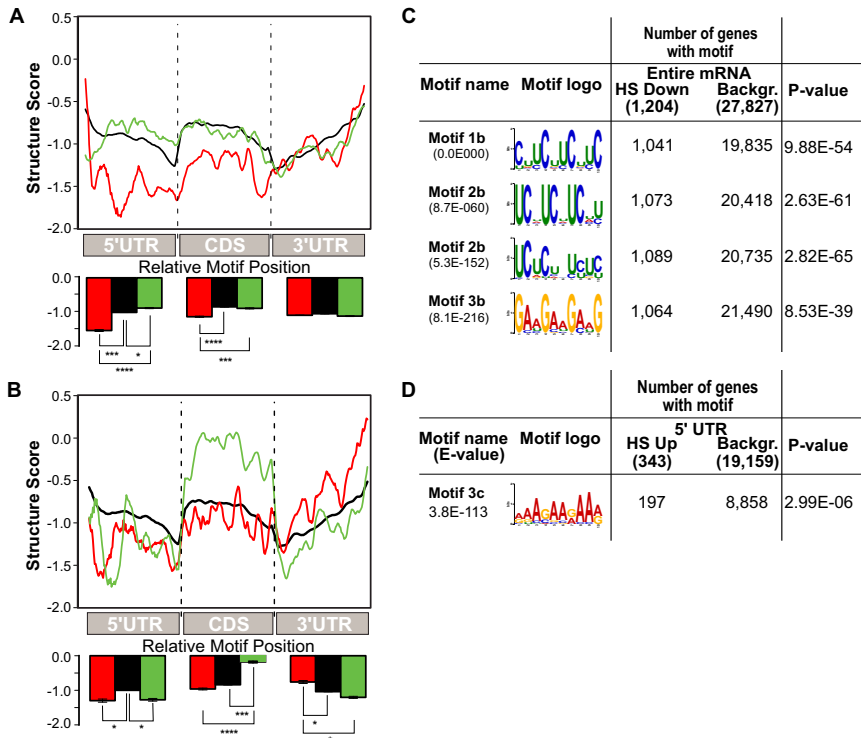 A
0.5
0.0
-0.5
-1.0
-1.5
-2.0
Structure Score
5'UTR CDS 3'UTR
Relative Motif Position
0.0
-1.0
-2.0
*** *
****
****
***
B
0.5
0.0
-0.5
-1.0
-1.5
-2.0
Structure Score
5'UTR CDS 3'UTR
Relative Motif Position
0.0
-1.0
-2.0
* *
***
****
*
C
Number of genes
with motif
Motif name Motif logo Entire mRNA P-value
HS Down Backgr.
(1,204) (27,827)
Motif 1b
(0.0E000) 1,041 19,835 9.88E-54
Motif 2b
(8.7E-060) 1,073 20,418 2.63E-61
Motif 2b
(5.3E-152) 1,089 20,735 2.82E-65
Motif 3b
(8.1E-216) 1,064 21,490 8.53E-39
GAAGAAGAAG
D
Number of genes
with motif
5' UTR
Motif name Motif logo HS Up Backgr. P-value
(E-value) (343) (19,159)
Motif 3c
3.8E-113 197 8,858 2.99E-06
AAAGAAGAAA